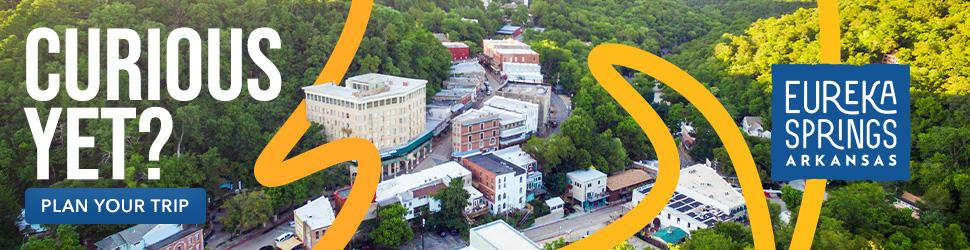 CURIOUS
YET?
PLAN YOUR TRIP
EUREKA
SPRINGS
ARKANSAS